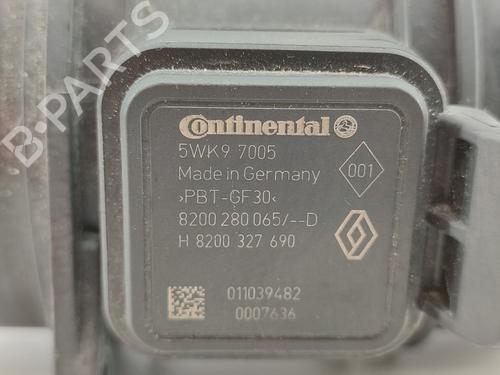 Continental
5WK9 7005
Made in Germany
001
›PBT-GF30‹
8200 280 065/--D
H 8200 327 690
011039482
0007636
B-PARTS